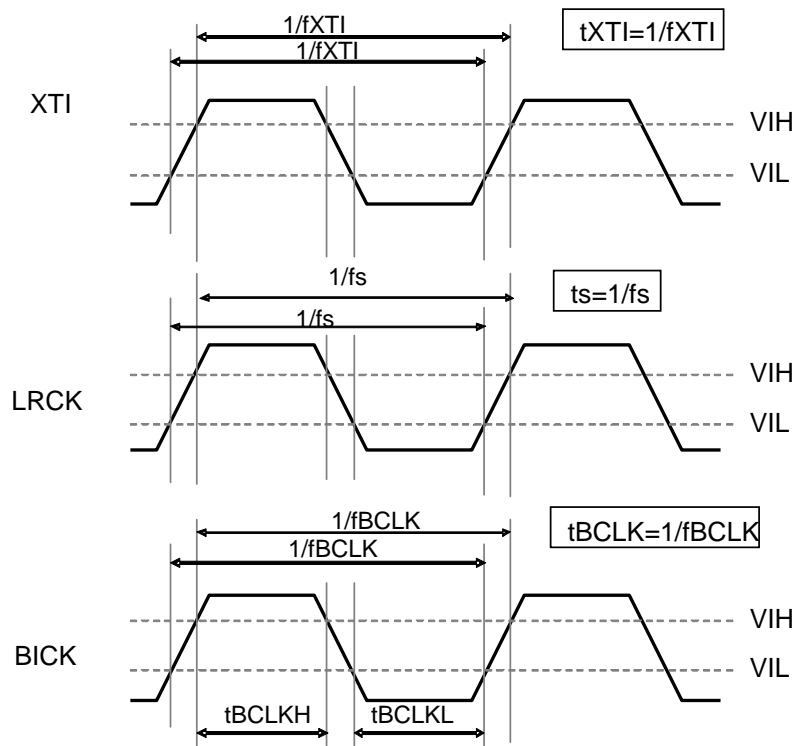 1/fXTI
tXTI=1/fXTI
1/fXTI
XTI
VIH
VIL
1/fs
ts=1/fs
1/fs
VIH
LRCK
VIL
1/fBCLK
tBCLK=1/fBCLK
1/fBCLK
VIH
BICK
VIL
tBCLKH
tBCLKL